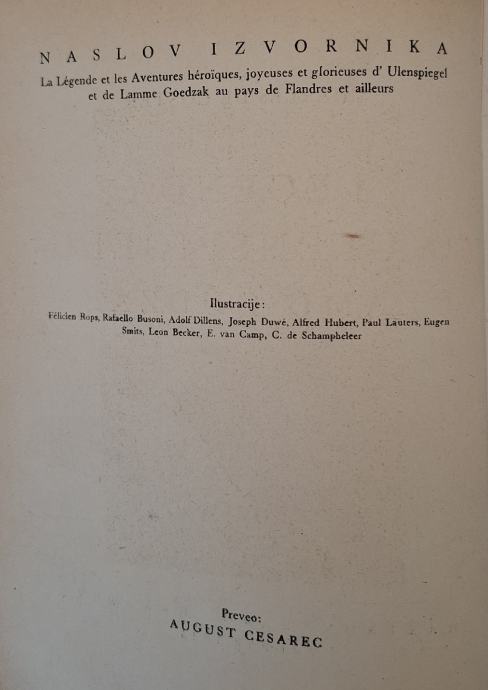 NASLOV IZVORNIKA
La Légende et les Aventures héroïques, joyeuses et glorieuses d' Ulenspiegel
et de Lamme Goedzak au pays de Flandres et ailleurs
Ilustracije:
Félicien Rops, Rafaello Busoni, Adolf Dillens, Joseph Duwé, Alfred Hubert, Paul Lauters, Eugen
Smits, Leon Becker, E. van Camp, C. de Schampheleer
Preveo:
AUGUST CESAREC